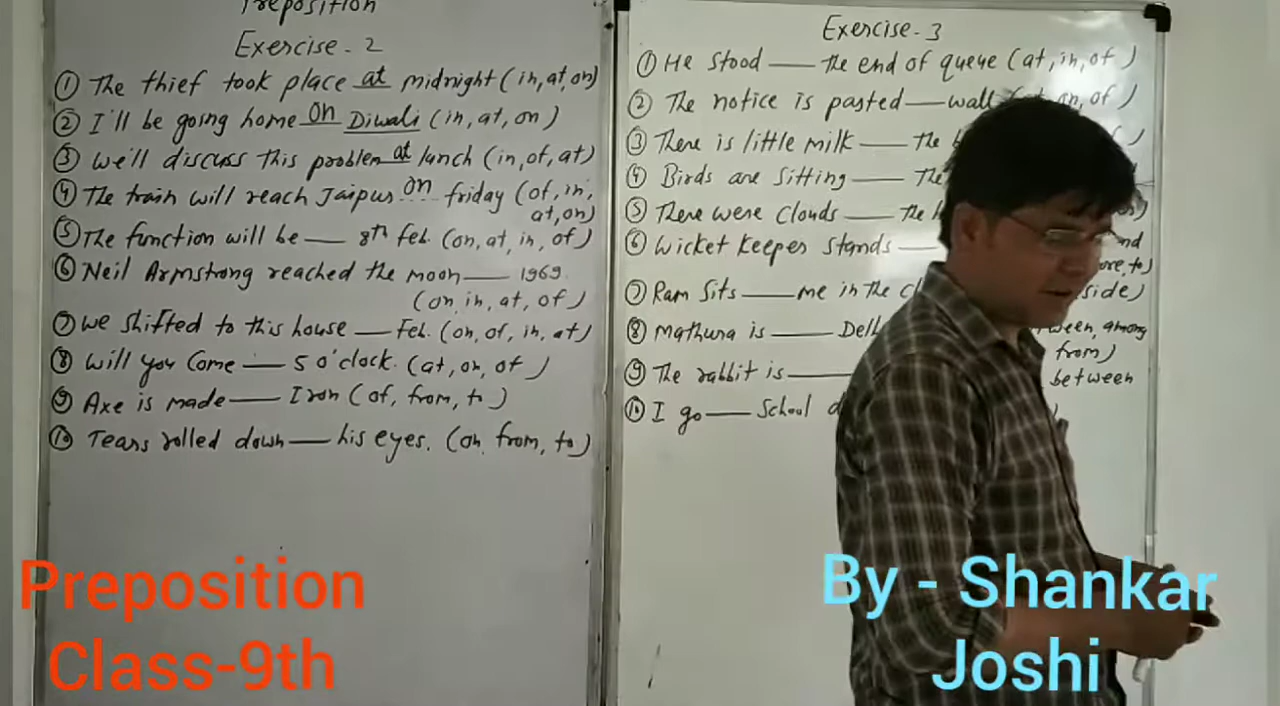 Preposition
Exercise - 2
① The thief took place at midnight (in, at, on)
② I'll be going home on Diwali (in, at, on)
③ we'll discuss this problem at lunch (in, of, at)
④ The train will reach Jaipur on friday (of, in,
at, on)
⑤ The function will be — 8th Feb. (on, at, in, of)
⑥ Neil Armstrong reached the moon — 1969
(on, in, at, of)
⑦ we shifted to this house — Feb. (on, of, in, at)
⑧ will you come — 5 o'clock. (at, on, of)
⑨ Axe is made — Iron (of, from, to)
⑩ Tears rolled down — his eyes. (on, from, to)
Exercise - 3
① He stood — the end of queue (at, in, of)
② The notice is pasted — wall on, of)
③ There is little milk — the
④ Birds are sitting — the
⑤ There were clouds — the
⑥ wicket keeper stands —
to)
⑦ Ram sits — me in the side)
⑧ Mathura is — among
from)
⑨ The rabbit is — between
⑩ I go — School
Preposition
Class-9th
By - Shankar
Joshi